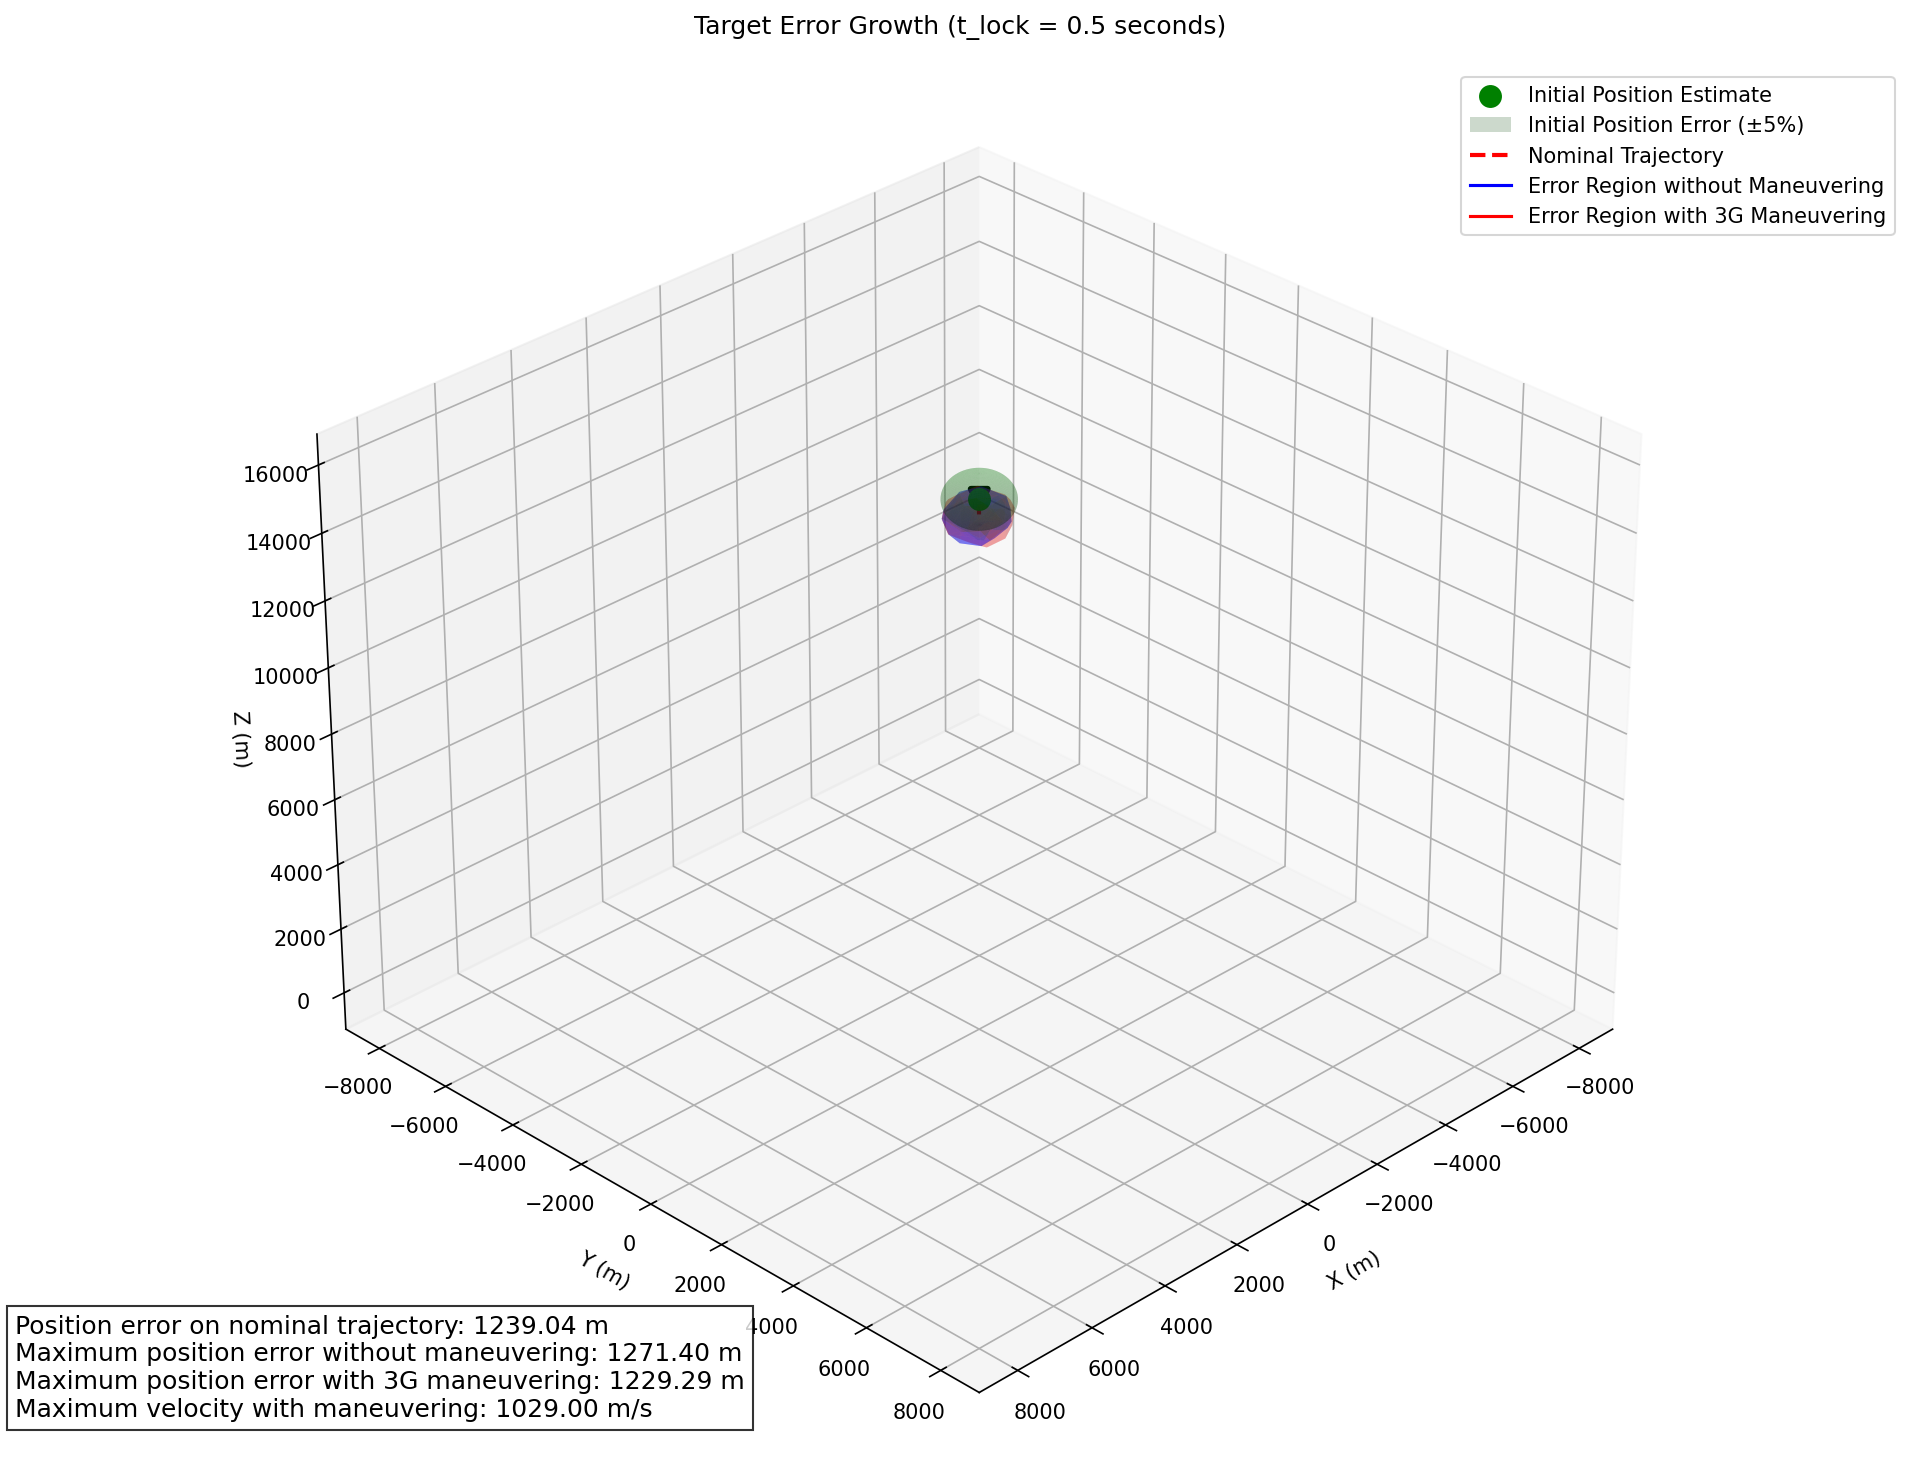 Target Error Growth (t_lock = 0.5 seconds)
Initial Position Estimate
Initial Position Error (±5%)
Nominal Trajectory
Error Region without Maneuvering
Error Region with 3G Maneuvering
16000
14000
12000
10000
8000
6000
4000
2000
0
Z (m)
−8000
−6000
−4000
−2000
0
2000
4000
6000
8000
Y (m)
−8000
−6000
−4000
−2000
0
2000
4000
6000
8000
X (m)
Position error on nominal trajectory: 1239.04 m
Maximum position error without maneuvering: 1271.40 m
Maximum position error with 3G maneuvering: 1229.29 m
Maximum velocity with maneuvering: 1029.00 m/s